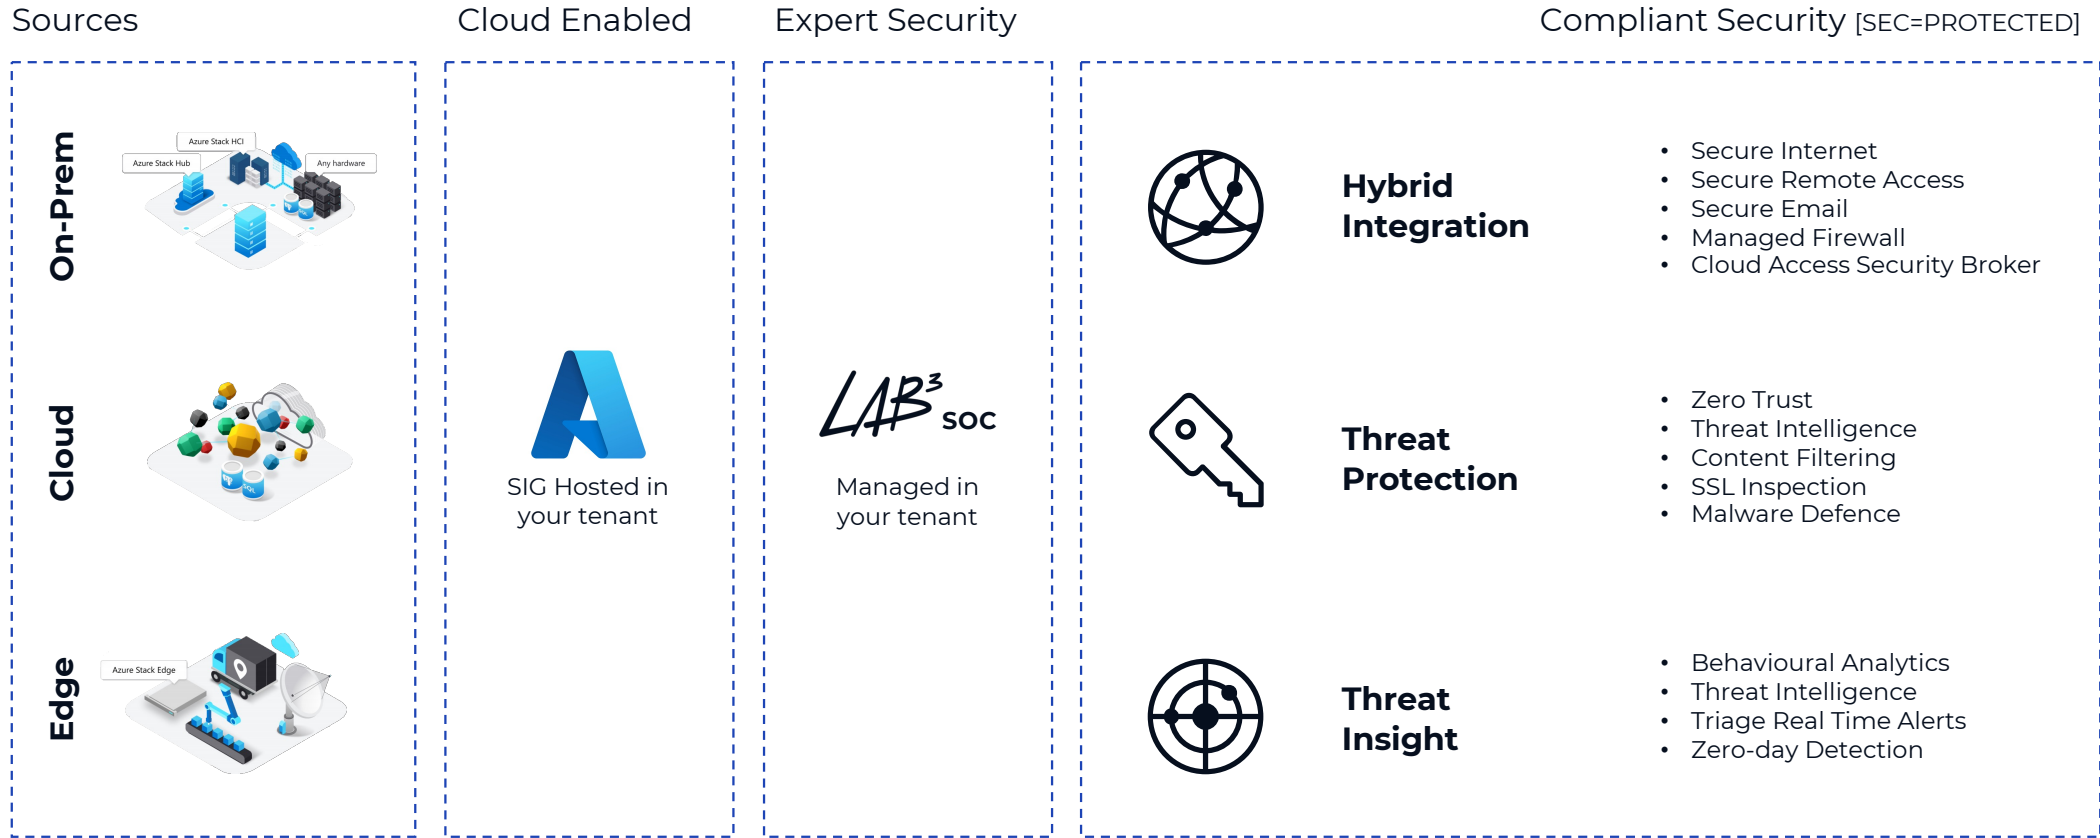 Sources
Cloud Enabled
Expert Security
Compliant Security [SEC=PROTECTED]
On-Prem
Azure Stack HCI
Azure Stack Hub
Any hardware
Cloud
SQL
Edge
Azure Stack Edge
SIG Hosted in
your tenant
LAB³ SOC
Managed in
your tenant
Hybrid
Integration
• Secure Internet
• Secure Remote Access
• Secure Email
• Managed Firewall
• Cloud Access Security Broker
Threat
Protection
• Zero Trust
• Threat Intelligence
• Content Filtering
• SSL Inspection
• Malware Defence
Threat
Insight
• Behavioural Analytics
• Threat Intelligence
• Triage Real Time Alerts
• Zero-day Detection